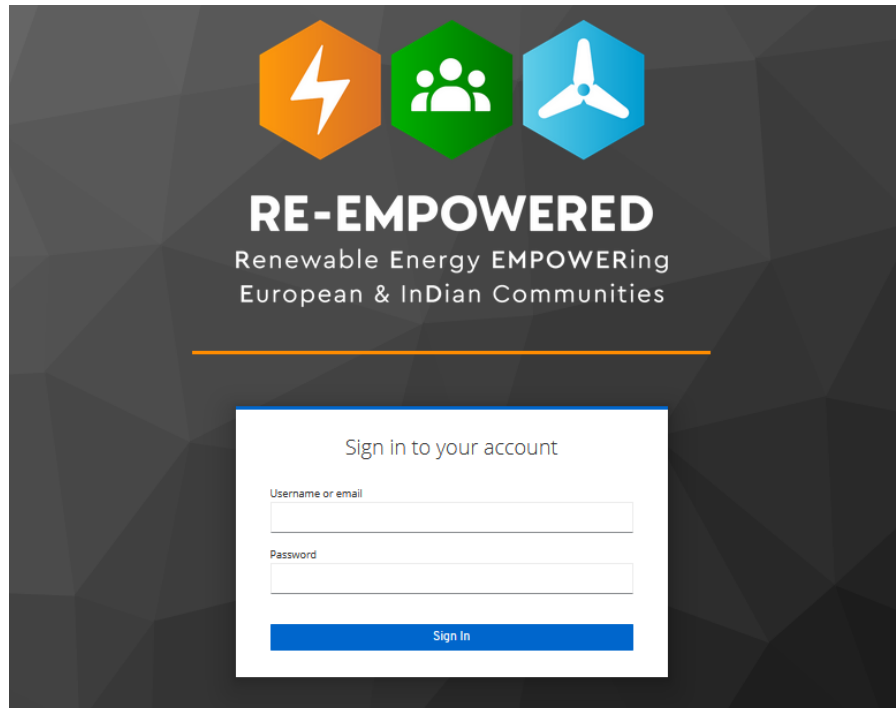 RE-EMPOWERED
Renewable Energy EMPOWERing
European & InDian Communities
Sign in to your account
Username or email
Password
Sign In